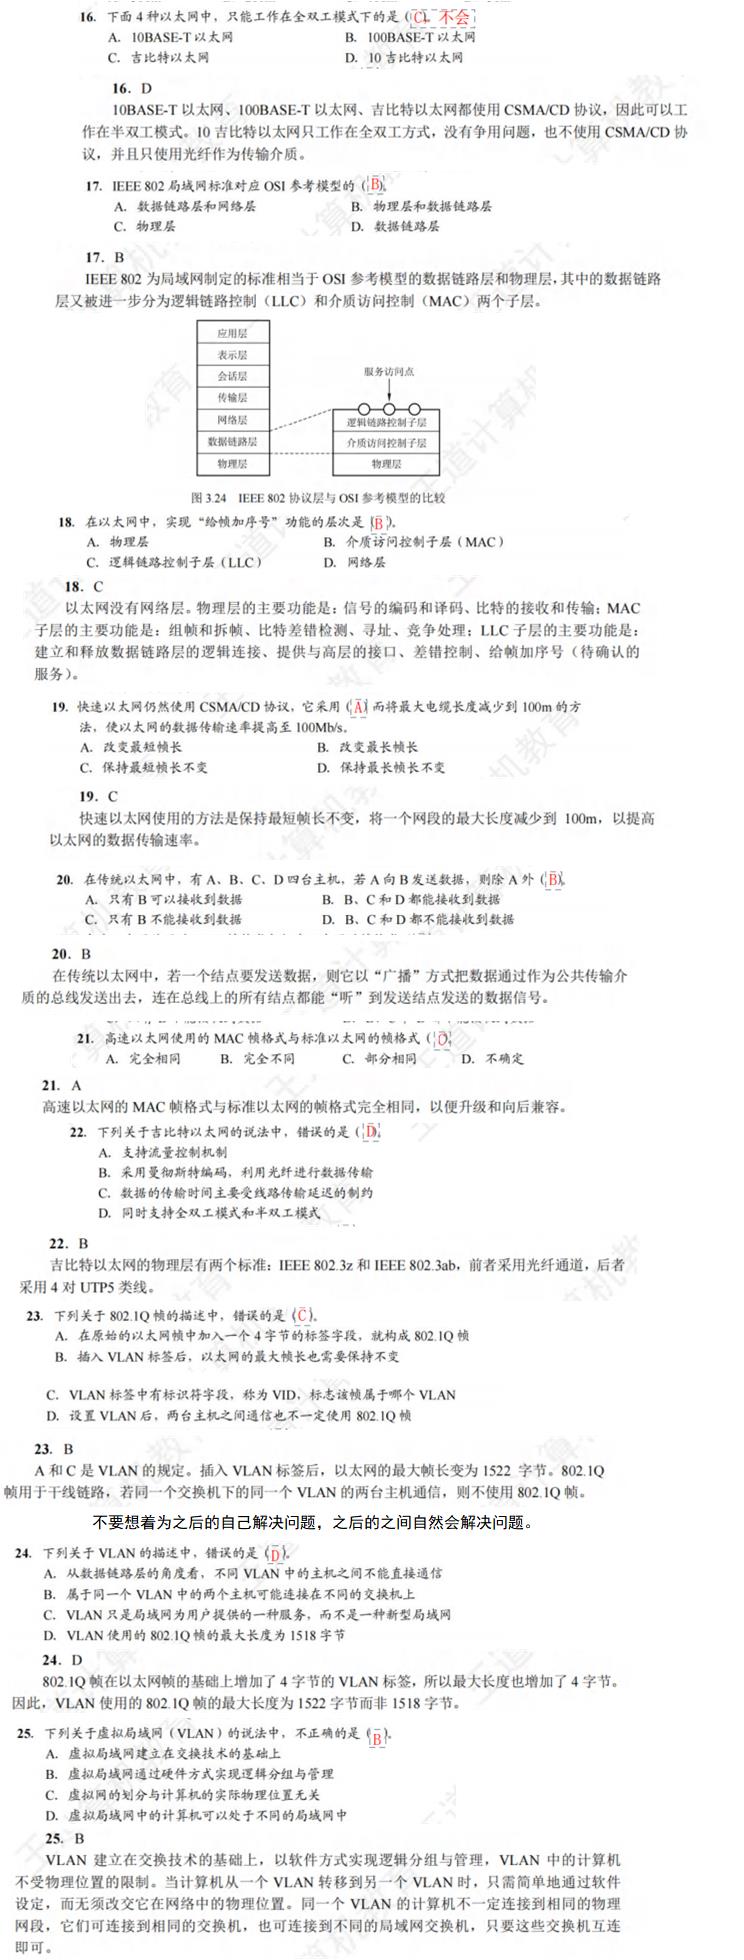 16. 下面 4 种以太网中，只能工作在全双工模式下的是（C）。不会
A. 10BASE-T 以太网 B. 100BASE-T 以太网
C. 吉比特以太网 D. 10 吉比特以太网
16. D
10BASE-T 以太网、100BASE-T 以太网、吉比特以太网都使用 CSMA/CD 协议，因此可以工
作在半双工模式。10 吉比特以太网只工作在全双工方式，没有争用问题，也不使用 CSMA/CD 协
议，并且只使用光纤作为传输介质。
17. IEEE 802 局域网标准对应 OSI 参考模型的（B）。
A. 数据链路层和网络层 B. 物理层和数据链路层
C. 物理层 D. 数据链路层
17. B
IEEE 802 为局域网制定的标准相当于 OSI 参考模型的数据链路层和物理层，其中的数据链路
层又被进一步分为逻辑链路控制（LLC）和介质访问控制（MAC）两个子层。
应用层
表示层
会话层
传输层
网络层
数据链路层
物理层
服务访问点
逻辑链路控制子层
介质访问控制子层
物理层
图 3.24 IEEE 802 协议层与 OSI 参考模型的比较
18. 在以太网中，实现“给帧加序号”功能的层次是（B）。
A. 物理层 B. 介质访问控制子层（MAC）
C. 逻辑链路控制子层（LLC） D. 网络层
18. C
以太网没有网络层。物理层的主要功能是：信号的编码和译码、比特的接收和传输；MAC
子层的主要功能是：组帧和拆帧、比特差错检测、寻址、竞争处理；LLC 子层的主要功能是：
建立和释放数据链路层的逻辑连接、提供与高层的接口、差错控制、给帧加序号（待确认的
服务）。
19. 快速以太网仍然使用 CSMA/CD 协议，它采用（A）而将最大电缆长度减少到 100m 的方
法，使以太网的数据传输速率提高至 100Mb/s。
A. 改变最短帧长 B. 改变最长帧长
C. 保持最短帧长不变 D. 保持最长帧长不变
19. C
快速以太网使用的方法是保持最短帧长不变，将一个网段的最大长度减少到 100m，以提高
以太网的数据传输速率。
20. 在传统以太网中，有 A、B、C、D 四台主机，若 A 向 B 发送数据，则除 A 外（B）。
A. 只有 B 可以接收到数据 B. B、C 和 D 都能接收到数据
C. 只有 B 不能接收到数据 D. B、C 和 D 都不能接收到数据
20. B
在传统以太网中，若一个结点要发送数据，则它以“广播”方式把数据通过作为公共传输介
质的总线发送出去，连在总线上的所有结点都能“听”到发送结点发送的数据信号。
21. 高速以太网使用的 MAC 帧格式与标准以太网的帧格式（C）。
A. 完全相同 B. 完全不同 C. 部分相同 D. 不确定
21. A
高速以太网的 MAC 帧格式与标准以太网的帧格式完全相同，以便升级和向后兼容。
22. 下列关于吉比特以太网的说法中，错误的是（D）。
A. 支持流量控制机制
B. 采用曼彻斯特编码，利用光纤进行数据传输
C. 数据的传输时间主要受线路传输延迟的制约
D. 同时支持全双工模式和半双工模式
22. B
吉比特以太网的物理层有两个标准：IEEE 802.3z 和 IEEE 802.3ab，前者采用光纤通道，后者
采用 4 对 UTP5 类线。
23. 下列关于 802.1Q 帧的描述中，错误的是（C）。
A. 在原始的以太网帧中加入一个 4 字节的标签字段，就构成 802.1Q 帧
B. 插入 VLAN 标签后，以太网的最大帧长也需要保持不变
C. VLAN 标签中有标识符字段，称为 VID，标志该帧属于哪个 VLAN
D. 设置 VLAN 后，两台主机之间通信也不一定使用 802.1Q 帧
23. B
A 和 C 是 VLAN 的规定。插入 VLAN 标签后，以太网的最大帧长变为 1522 字节。802.1Q
帧用于干线链路，若同一个交换机下的同一个 VLAN 的两台主机通信，则不使用 802.1Q 帧。
不要想着为之后的自己解决问题，之后的之间自然会解决问题。
24. 下列关于 VLAN 的描述中，错误的是（D）。
A. 从数据链路层的角度看，不同 VLAN 中的主机之间不能直接通信
B. 属于同一个 VLAN 中的两个主机可能连接在不同的交换机上
C. VLAN 只是局域网为用户提供的一种服务，而不是一种新型局域网
D. VLAN 使用的 802.1Q 帧的最大长度为 1518 字节
24. D
802.1Q 帧在以太网帧的基础上增加了 4 字节的 VLAN 标签，所以最大长度也增加了 4 字节。
因此，VLAN 使用的 802.1Q 帧的最大长度为 1522 字节而非 1518 字节。
25. 下列关于虚拟局域网（VLAN）的说法中，不正确的是（B）。
A. 虚拟局域网建立在交换技术的基础上
B. 虚拟局域网通过硬件方式实现逻辑分组与管理
C. 虚拟网的划分与计算机的实际物理位置无关
D. 虚拟局域网中的计算机可以处于不同的局域网中
25. B
VLAN 建立在交换技术的基础上，以软件方式实现逻辑分组与管理，VLAN 中的计算机
不受物理位置的限制。当计算机从一个 VLAN 转移到另一个 VLAN 时，只需简单地通过软件
设定，而无须改变它在网络中的物理位置。同一个 VLAN 的计算机不一定连接到相同的物理
网段，它们可连接到相同的交换机，也可连接到不同的局域网交换机，只要这些交换机互连
即可。